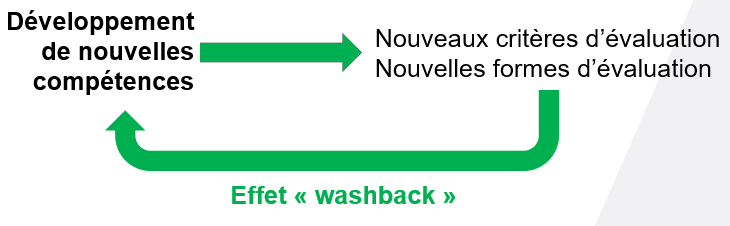 Développement
de nouvelles
compétences
Nouveaux critères d’évaluation
Nouvelles formes d’évaluation
Effet « washback »